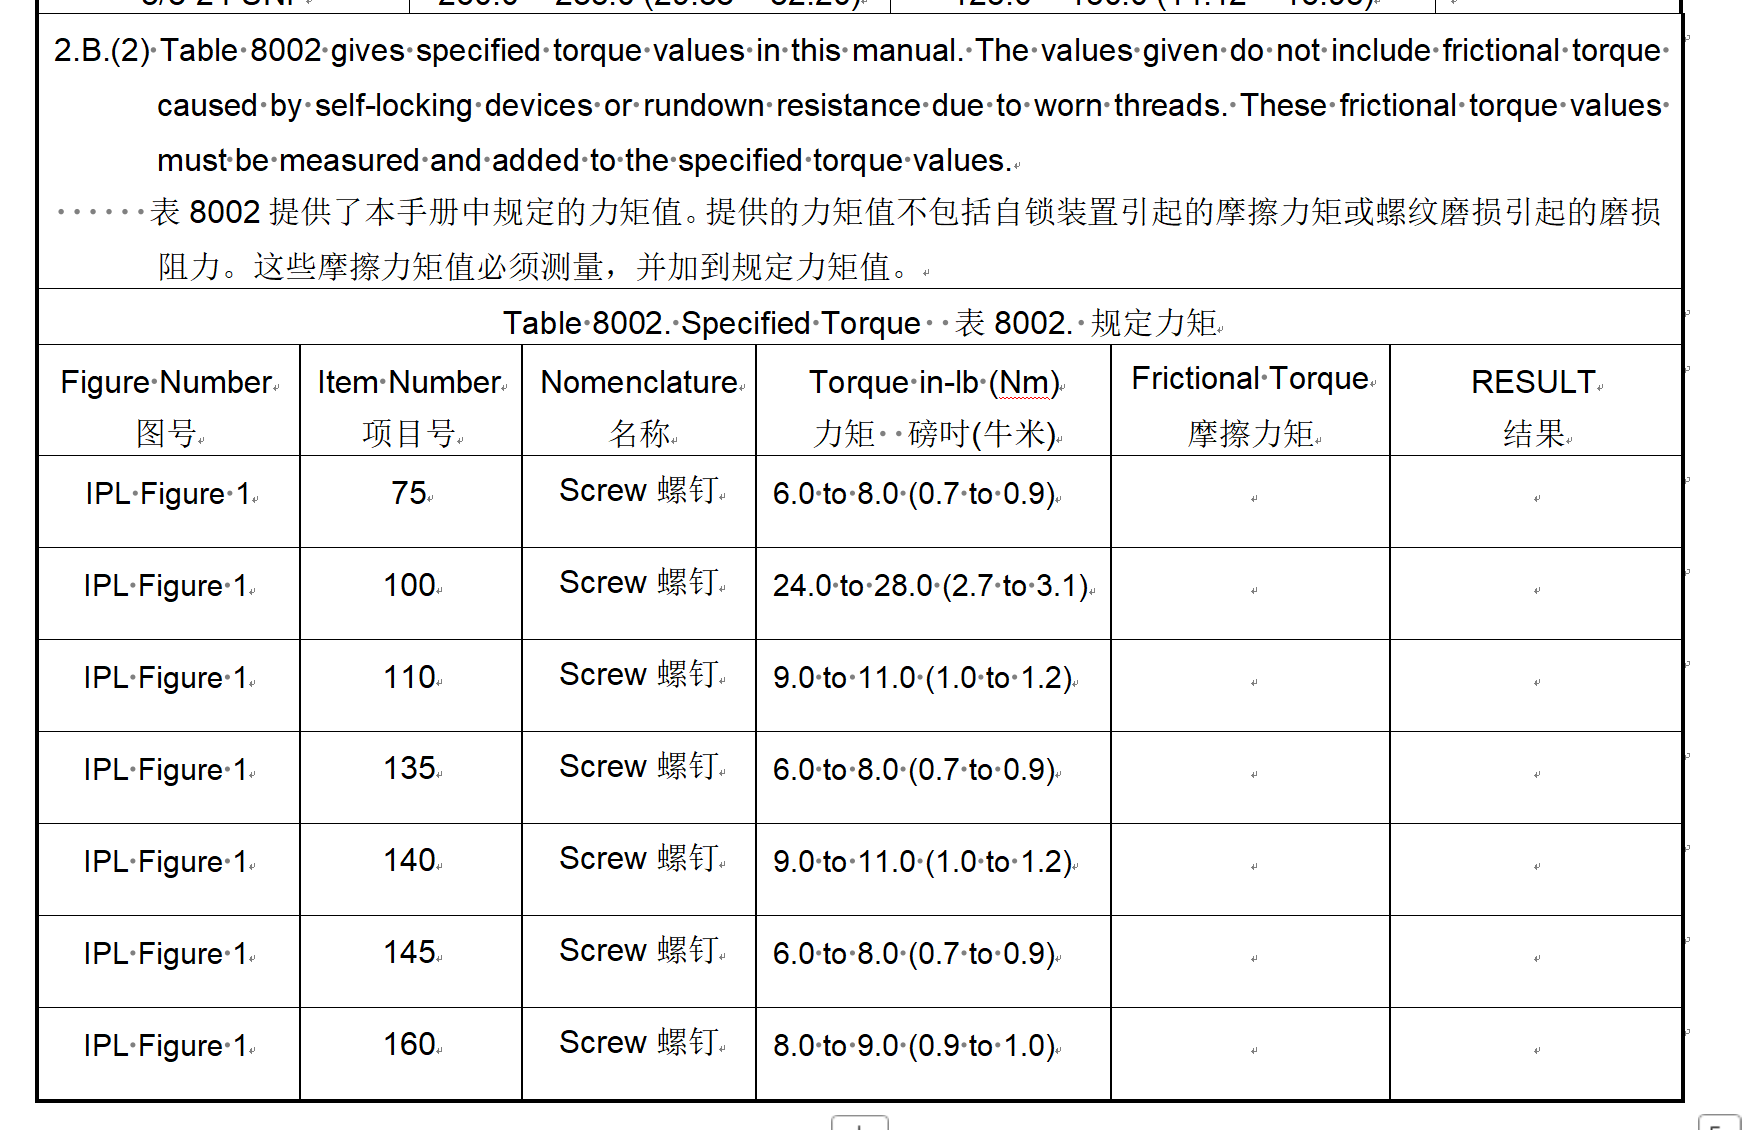 2.B.(2) Table 8002 gives specified torque values in this manual. The values given do not include frictional torque
caused by self-locking devices or rundown resistance due to worn threads. These frictional torque values
must be measured and added to the specified torque values.
表 8002 提供了本手册中规定的力矩值。提供的力矩值不包括自锁装置引起的摩擦力矩或螺纹磨损引起的磨损
阻力。这些摩擦力矩值必须测量，并加到规定力矩值。
Table 8002. Specified Torque  表 8002. 规定力矩
Figure Number Item Number Nomenclature Torque in-lb (Nm) Frictional Torque RESULT
图号 项目号 名称 力矩  磅吋(牛米) 摩擦力矩 结果
IPL Figure 1 75 Screw 螺钉 6.0 to 8.0 (0.7 to 0.9)
IPL Figure 1 100 Screw 螺钉 24.0 to 28.0 (2.7 to 3.1)
IPL Figure 1 110 Screw 螺钉 9.0 to 11.0 (1.0 to 1.2)
IPL Figure 1 135 Screw 螺钉 6.0 to 8.0 (0.7 to 0.9)
IPL Figure 1 140 Screw 螺钉 9.0 to 11.0 (1.0 to 1.2)
IPL Figure 1 145 Screw 螺钉 6.0 to 8.0 (0.7 to 0.9)
IPL Figure 1 160 Screw 螺钉 8.0 to 9.0 (0.9 to 1.0)